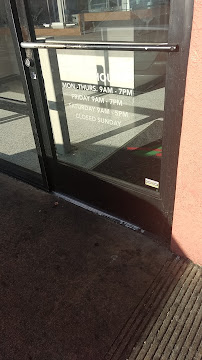 MON.-THURS. 9AM - 7PM
FRIDAY 9AM - 7PM
SATURDAY 9AM - 5PM
CLOSED SUNDAY